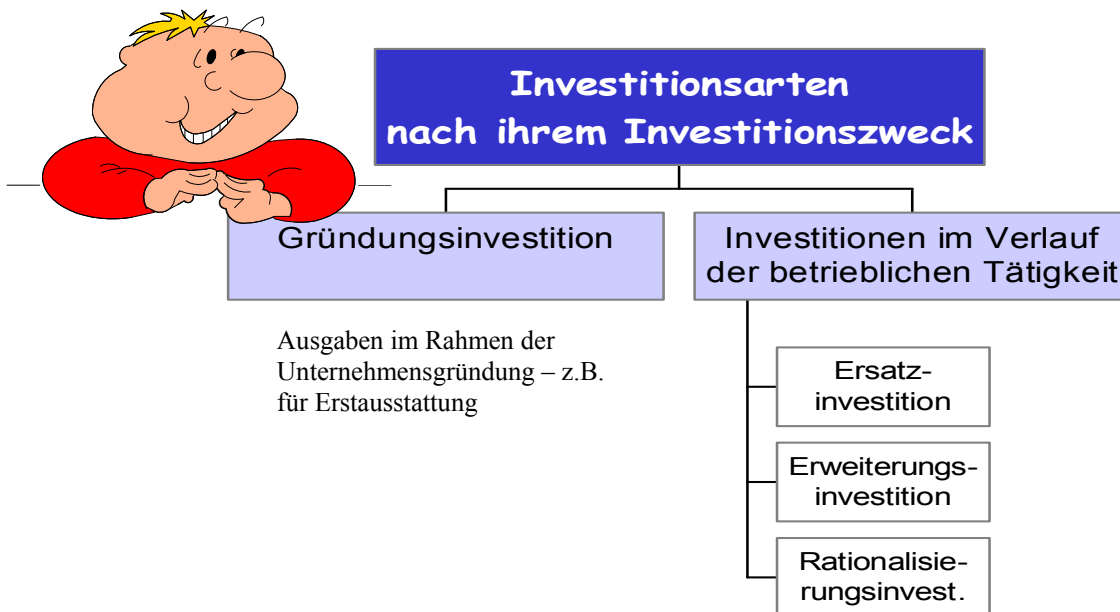 Investitionsarten
nach ihrem Investitionszweck
Gründungsinvestition
Investitionen im Verlauf
der betrieblichen Tätigkeit
Ausgaben im Rahmen der
Unternehmensgründung – z.B.
für Erstausstattung
Ersatz-
investition
Erweiterungs-
investition
Rationalisie-
rungsinvest.